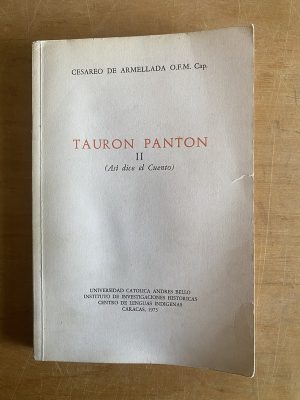 CESAREO DE ARMELLADA O.F.M. Cap.
TAURON PANTON
II
(Así dice el Cuento)
UNIVERSIDAD CATOLICA ANDRES BELLO
INSTITUTO DE INVESTIGACIONES HISTORICAS
CENTRO DE LENGUAS INDIGENAS
CARACAS, 1973